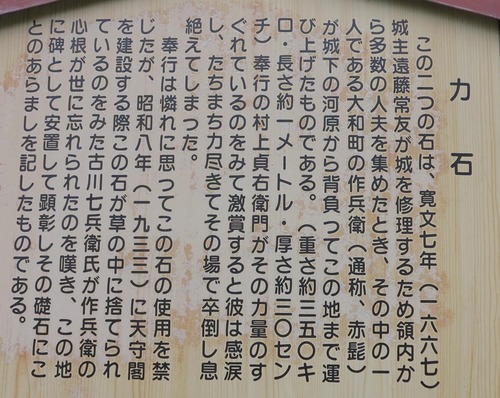 力石
この二つの石は、寛文七年（一六六七）
城主遠藤常友が城を修理するため領内か
ら多数の人夫を集めたとき、その中の一
人である大和町の作兵衛（通称、赤髭）
が城下の河原から背負ってこの地まで運
び上げたものである。（重さ約三五〇キ
ロ・長さ約一メートル・厚さ約三〇セン
チ）奉行の村上貞右衛門がその力量のす
ぐれているのをみて激賞すると彼は感涙
し、たちまち力尽きてその場で卒倒し息
絶えてしまった。
奉行は憐れに思ってこの石の使用を禁
じたが、昭和八年（一九三三）に天守閣
を建設する際この石が草の中に捨てられ
ているのをみた古川七兵衛氏が作兵衛の
心根が世に忘れられたのを嘆き、この地
に碑として安置して顕彰しその礎石にこ
とのあらましを記したものである。